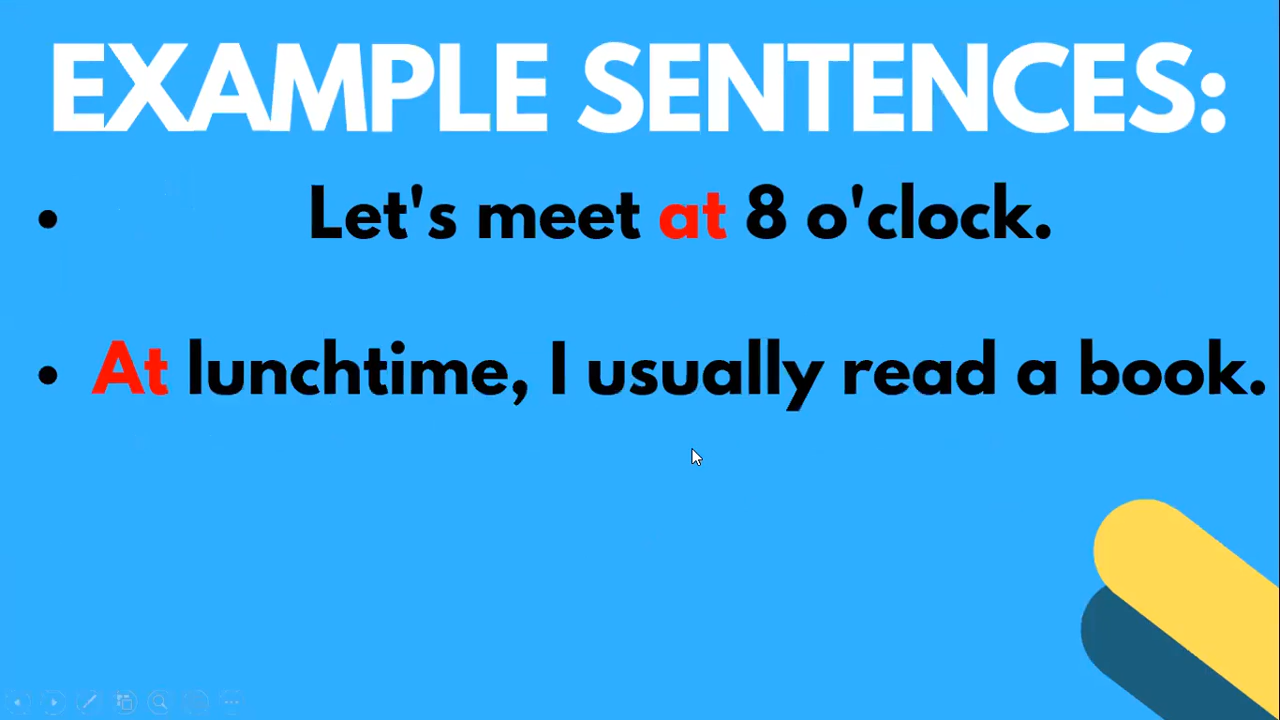 EXAMPLE SENTENCES:
• Let's meet at 8 o'clock.
• At lunchtime, I usually read a book.